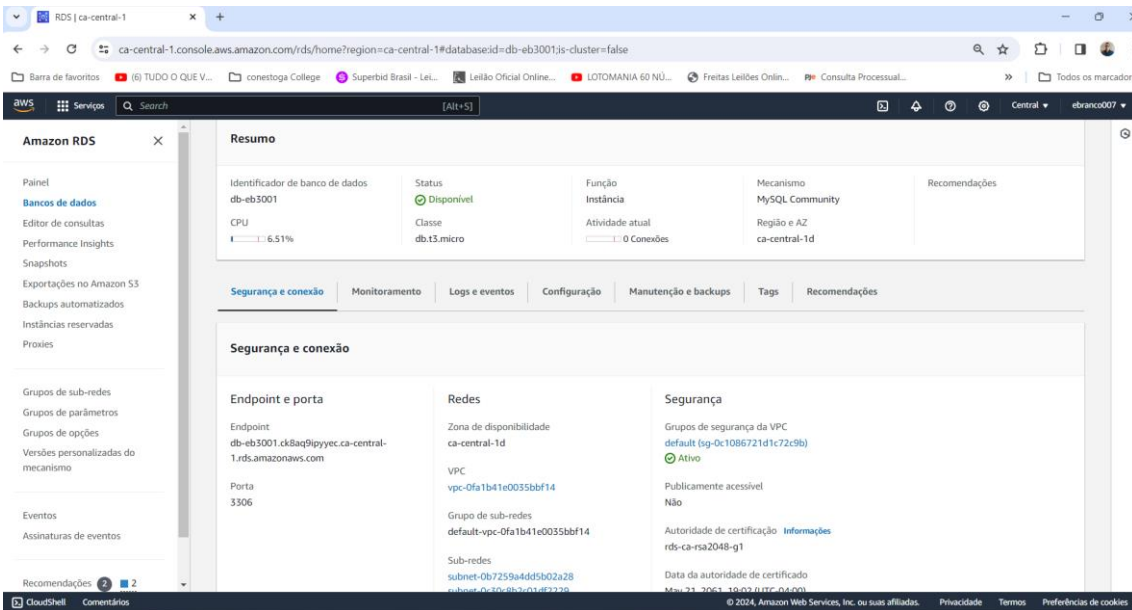 RDS | ca-central-1
ca-central-1.console.aws.amazon.com/rds/home?region=ca-central-1#database:id=db-eb3001;is-cluster=false
Barra de favoritos (6) TUDO O QUE V... conestoga College Superbid Brasil - Lei... Leilão Oficial Online... LOTOMANIA 60 NÚ... Freitas Leilões Onlin... Consulta Processual... » Todos os marcador
aws Serviços Search [Alt+S] Central ebranco007
Amazon RDS
Painel
Bancos de dados
Editor de consultas
Performance Insights
Snapshots
Exportações no Amazon S3
Backups automatizados
Instâncias reservadas
Proxies
Grupos de sub-redes
Grupos de parâmetros
Grupos de opções
Versões personalizadas do
mecanismo
Eventos
Assinaturas de eventos
Recomendações 2 2
Resumo
Identificador de banco de dados
db-eb3001
Status
Disponível
Função
Instância
Mecanismo
MySQL Community
Recomendações
CPU
6.51%
Classe
db.t3.micro
Atividade atual
0 Conexões
Região e AZ
ca-central-1d
Segurança e conexão Monitoramento Logs e eventos Configuração Manutenção e backups Tags Recomendações
Segurança e conexão
Endpoint e porta
Endpoint
db-eb3001.ck8aq9ipyyec.ca-central-
1.rds.amazonaws.com
Porta
3306
Redes
Zona de disponibilidade
ca-central-1d
VPC
vpc-0fa1b41e0035bbf14
Grupo de sub-redes
default-vpc-0fa1b41e0035bbf14
Sub-redes
subnet-0b7259a4dd5b02a28
subnet-0c30c8b2c01df2229
Segurança
Grupos de segurança da VPC
default (sg-0c1086721d1c72c9b)
Ativo
Publicamente acessível
Não
Autoridade de certificação Informações
rds-ca-rsa2048-g1
Data da autoridade de certificado
May 21, 2061, 19:02 (UTC-04:00)
CloudShell Comentários © 2024, Amazon Web Services, Inc. ou suas afiliadas. Privacidade Termos Preferências de cookies